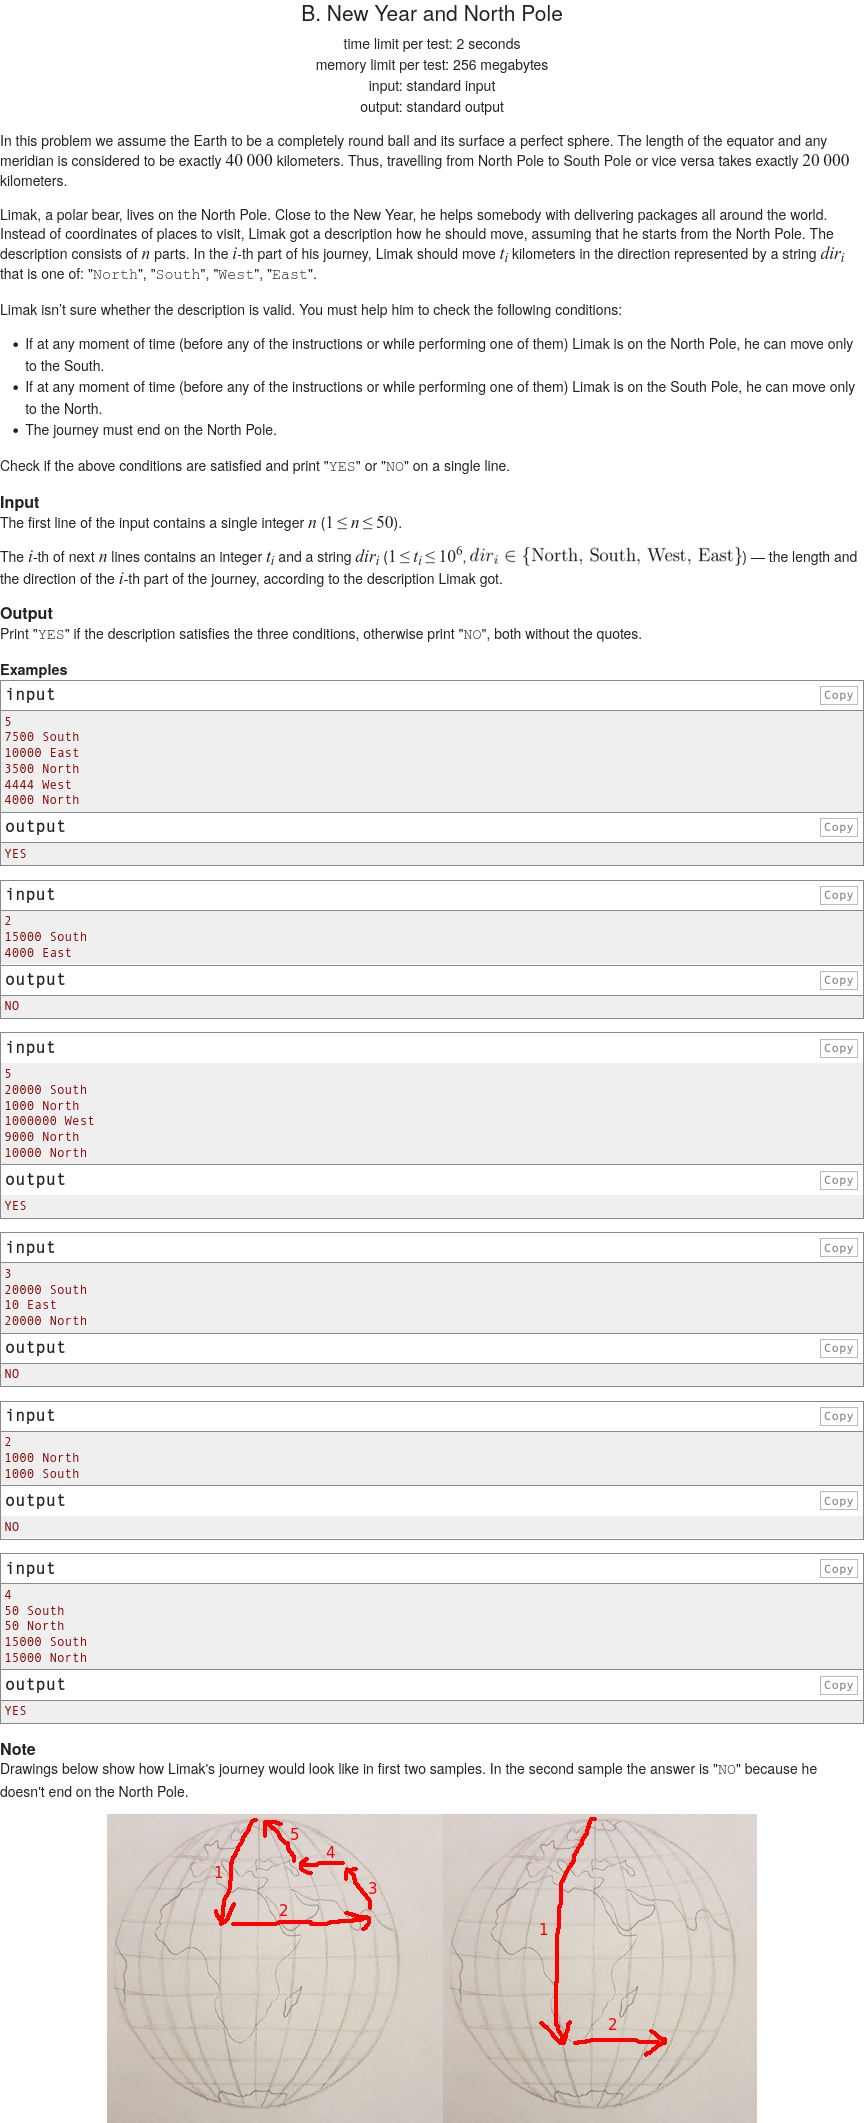 B. New Year and North Pole
time limit per test: 2 seconds
memory limit per test: 256 megabytes
input: standard input
output: standard output
In this problem we assume the Earth to be a completely round ball and its surface a perfect sphere. The length of the equator and any
meridian is considered to be exactly 40 000 kilometers. Thus, travelling from North Pole to South Pole or vice versa takes exactly 20 000
kilometers.
Limak, a polar bear, lives on the North Pole. Close to the New Year, he helps somebody with delivering packages all around the world.
Instead of coordinates of places to visit, Limak got a description how he should move, assuming that he starts from the North Pole. The
description consists of n parts. In the i-th part of his journey, Limak should move t_i kilometers in the direction represented by a string dir_i
that is one of: "North", "South", "West", "East".
Limak isn't sure whether the description is valid. You must help him to check the following conditions:
• If at any moment of time (before any of the instructions or while performing one of them) Limak is on the North Pole, he can move only
to the South.
• If at any moment of time (before any of the instructions or while performing one of them) Limak is on the South Pole, he can move only
to the North.
• The journey must end on the North Pole.
Check if the above conditions are satisfied and print "YES" or "NO" on a single line.
Input
The first line of the input contains a single integer n (1 ≤ n ≤ 50).
The i-th of next n lines contains an integer t_i and a string dir_i (1 ≤ t_i ≤ 10^6, dir_i ∈ {North, South, West, East}) — the length and
the direction of the i-th part of the journey, according to the description Limak got.
Output
Print "YES" if the description satisfies the three conditions, otherwise print "NO", both without the quotes.
Examples
input Copy
5
7500 South
10000 East
3500 North
4444 West
4000 North
output Copy
YES
input Copy
2
15000 South
4000 East
output Copy
NO
input Copy
5
20000 South
1000 North
1000000 West
9000 North
10000 North
output Copy
YES
input Copy
3
20000 South
10 East
20000 North
output Copy
NO
input Copy
2
1000 North
1000 South
output Copy
NO
input Copy
4
50 South
50 North
15000 South
15000 North
output Copy
YES
Note
Drawings below show how Limak's journey would look like in first two samples. In the second sample the answer is "NO" because he
doesn't end on the North Pole.
1
2
3
4
5
1
2